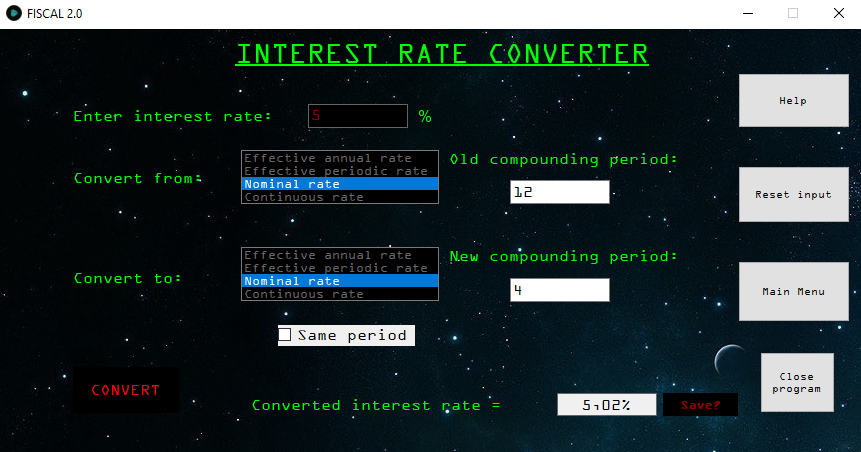 FISCAL 2.0
INTEREST RATE CONVERTER
Help
Enter interest rate: 5 %
Effective annual rate
Effective periodic rate
Nominal rate
Continuous rate
Convert from:
Old compounding period:
12
Reset input
Effective annual rate
Effective periodic rate
Nominal rate
Continuous rate
Convert to:
New compounding period:
4
Main Menu
Same period
Close
program
CONVERT
Converted interest rate = 5,02% Save?